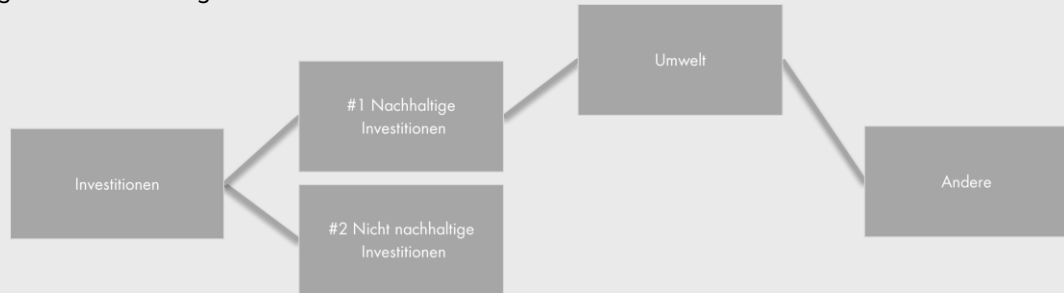 Investitionen
#1 Nachhaltige
Investitionen
#2 Nicht nachhaltige
Investitionen
Umwelt
Andere